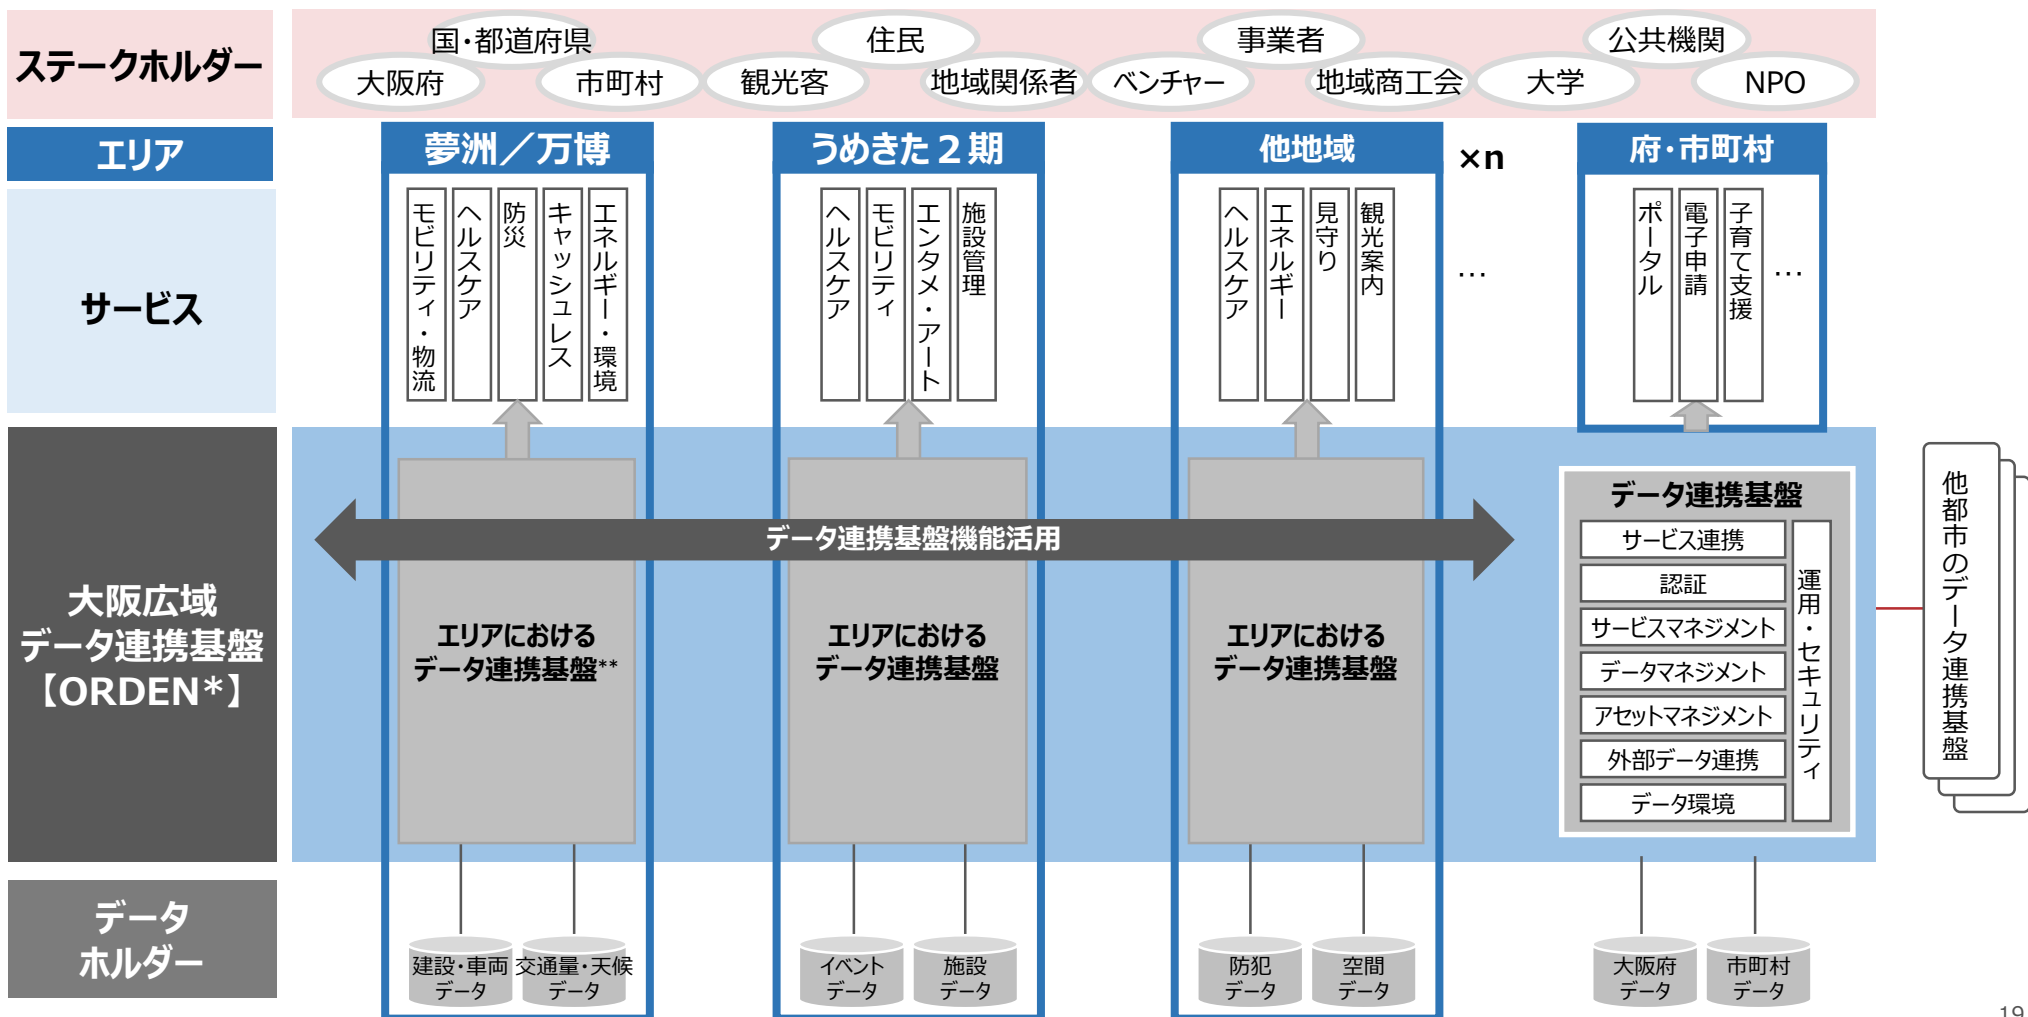 ステークホルダー
国・都道府県
住民
事業者
公共機関
大阪府
市町村
観光客
地域関係者
ベンチャー
地域商工会
大学
NPO
エリア
夢洲／万博
うめきた２期
他地域
×n
府・市町村
サービス
モビリティ・物流
ヘルスケア
防災
キャッシュレス
エネルギー・環境
ヘルスケア
モビリティ
エンタメ・アート
施設管理
ヘルスケア
エネルギー
見守り
観光案内
…
ポータル
電子申請
子育て支援
…
大阪広域
データ連携基盤
【ORDEN*】
データ連携基盤機能活用
エリアにおける
データ連携基盤**
エリアにおける
データ連携基盤
エリアにおける
データ連携基盤
データ連携基盤
サービス連携
認証
サービスマネジメント
データマネジメント
アセットマネジメント
外部データ連携
データ環境
運用・セキュリティ
他都市のデータ連携基盤
データ
ホルダー
建設・車両
データ
交通量・天候
データ
イベント
データ
施設
データ
防犯
データ
空間
データ
大阪府
データ
市町村
データ
19